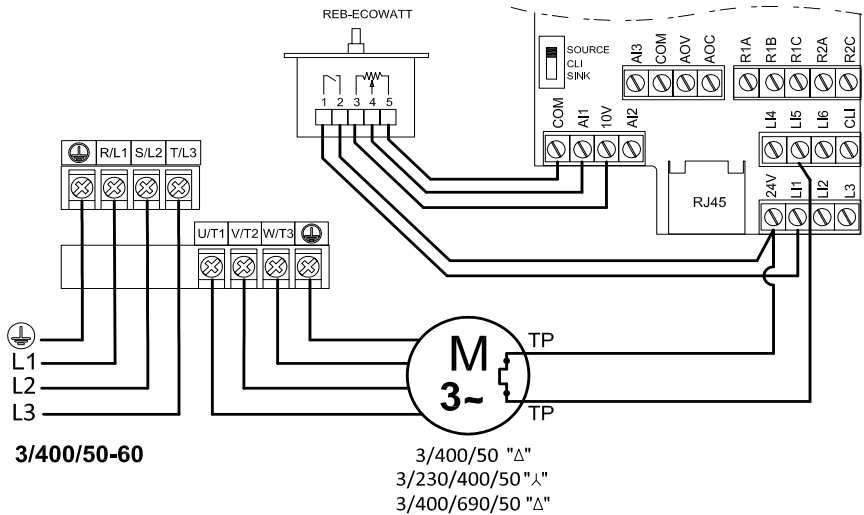 REB-ECOWATT
1 2 3 4 5
SOURCE
CLI
SINK
AI3 COM AOV AOC
R1A R1B R1C R2A R2C
COM AI1 10V AI2
LI4 LI5 LI6 CLI
RJ45
24V LI1 LI2 L3
R/L1 S/L2 T/L3
U/T1 V/T2 W/T3
L1
L2
L3
M
3~
TP
TP
3/400/50-60
3/400/50 "Δ"
3/230/400/50 "⅄"
3/400/690/50 "Δ"